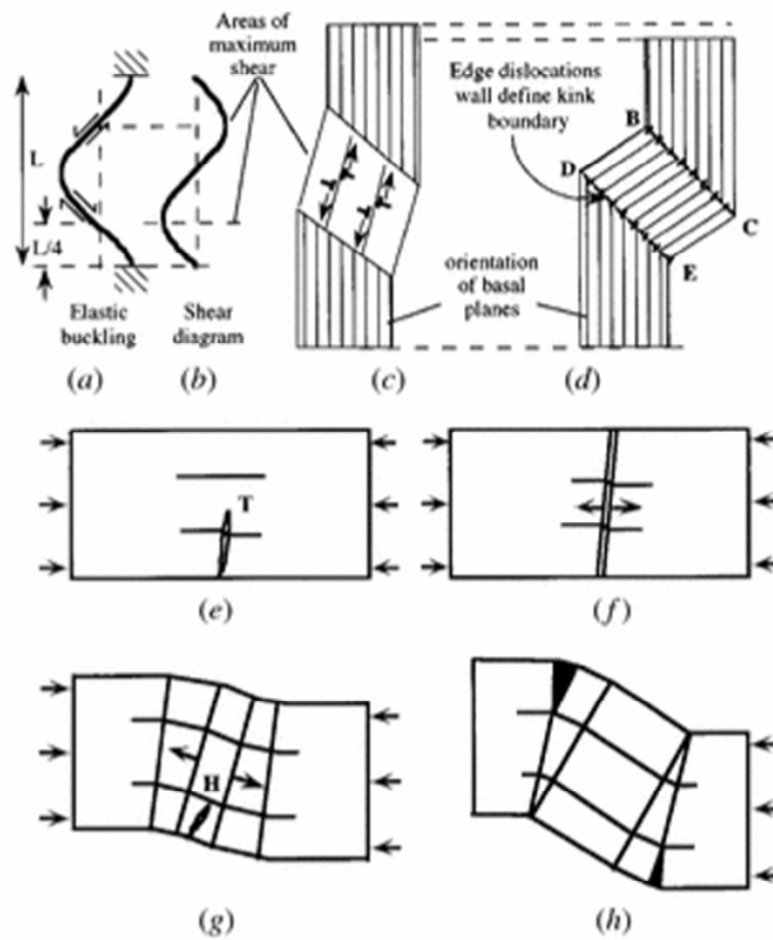 Areas of
maximum
shear
Edge dislocations
wall define kink
boundary
B
D
L
C
L/4
E
orientation
of basal
planes
Elastic
buckling
Shear
diagram
(a)
(b)
(c)
(d)
T
(e)
(f)
H
(g)
(h)